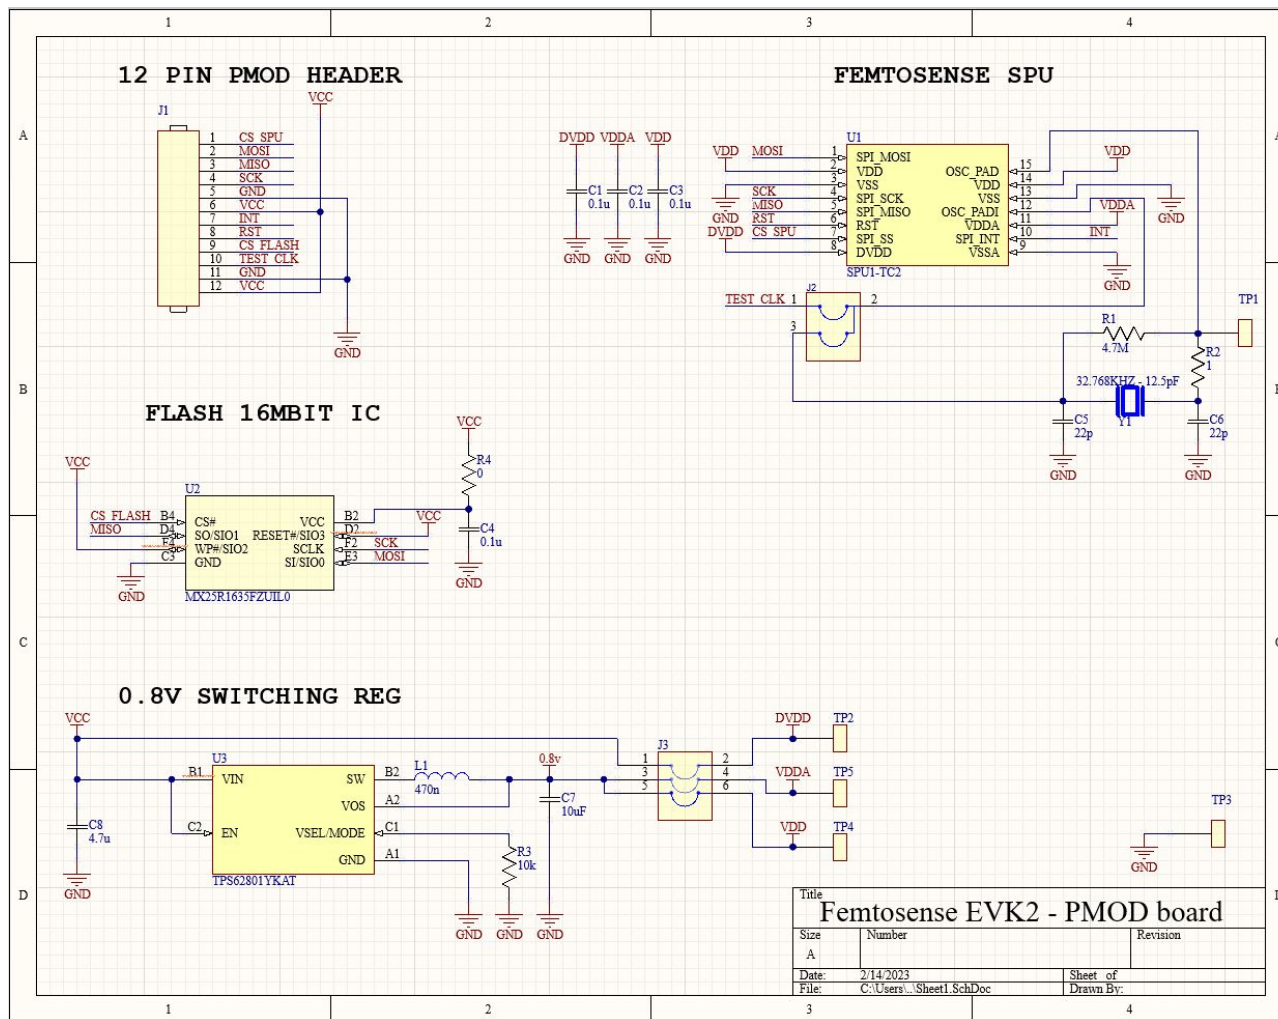 1 2 3 4
A
B
C
D
12 PIN PMOD HEADER
J1
VCC
1 CS SPU
2 MOSI
3 MISO
4 SCK
5 GND
6 VCC
7 INT
8 RST
9 CS FLASH
10 TEST CLK
11 GND
12 VCC
GND
DVDD VDDA VDD
C1 C2 C3
0.1u 0.1u 0.1u
GND GND GND
FEMTOSENSE SPU
U1
MOSI 1 SPI_MOSI
VDD 2 VDD
3 VSS
SCK 4 SPI_SCK
MISO 5 SPI_MISO
GND
RST 6 RST
CS SPU 7 SPI_SS
DVDD 8 DVDD
OSC_PAD 15
VDD 14 VDD
VSS 13
GND
OSC_PADI 12
VDDA 11 VDDA
SPI_INT 10 INT
VSSA 9
GND
SPU1-TC2
J2
TEST CLK 1 2
3
TP1
R1
4.7M
R2
1
32.768KHZ - 12.5pF
Y1
C5
22p
GND
C6
22p
GND
FLASH 16MBIT IC
VCC
VCC
R4
0
U2
CS FLASH B4 CS#
MISO D4 SO/SIO1
F4 WP#/SIO2
C3 GND
GND
VCC B2
RESET#/SIO3 D2 VCC
SCLK F2 SCK
SI/SIO0 E3 MOSI
MX25R1635FZUIL0
C4
0.1u
GND
0.8V SWITCHING REG
VCC
U3
B1 VIN
C2 EN
SW B2
VOS A2
VSEL/MODE C1
GND A1
TPS62801YKAT
C8
4.7u
GND
L1
470n
0.8v
C7
10uF
R3
10k
GND GND GND
J3
1 2
3 4
5 6
DVDD TP2
VDDA TP5
VDD TP4
TP3
GND
Title
Femtosense EVK2 - PMOD board
Size Number Revision
A
Date: 2/14/2023 Sheet of
File: C:\Users\..\Sheet1.SchDoc Drawn By:
1 2 3 4